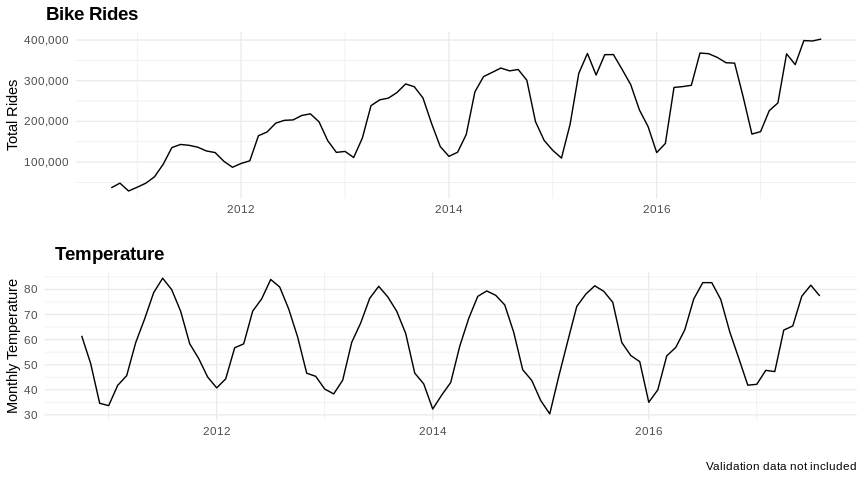 Bike Rides
Total Rides
400,000
300,000
200,000
100,000
2012 2014 2016
Temperature
Monthly Temperature
80
70
60
50
40
30
2012 2014 2016
Validation data not included